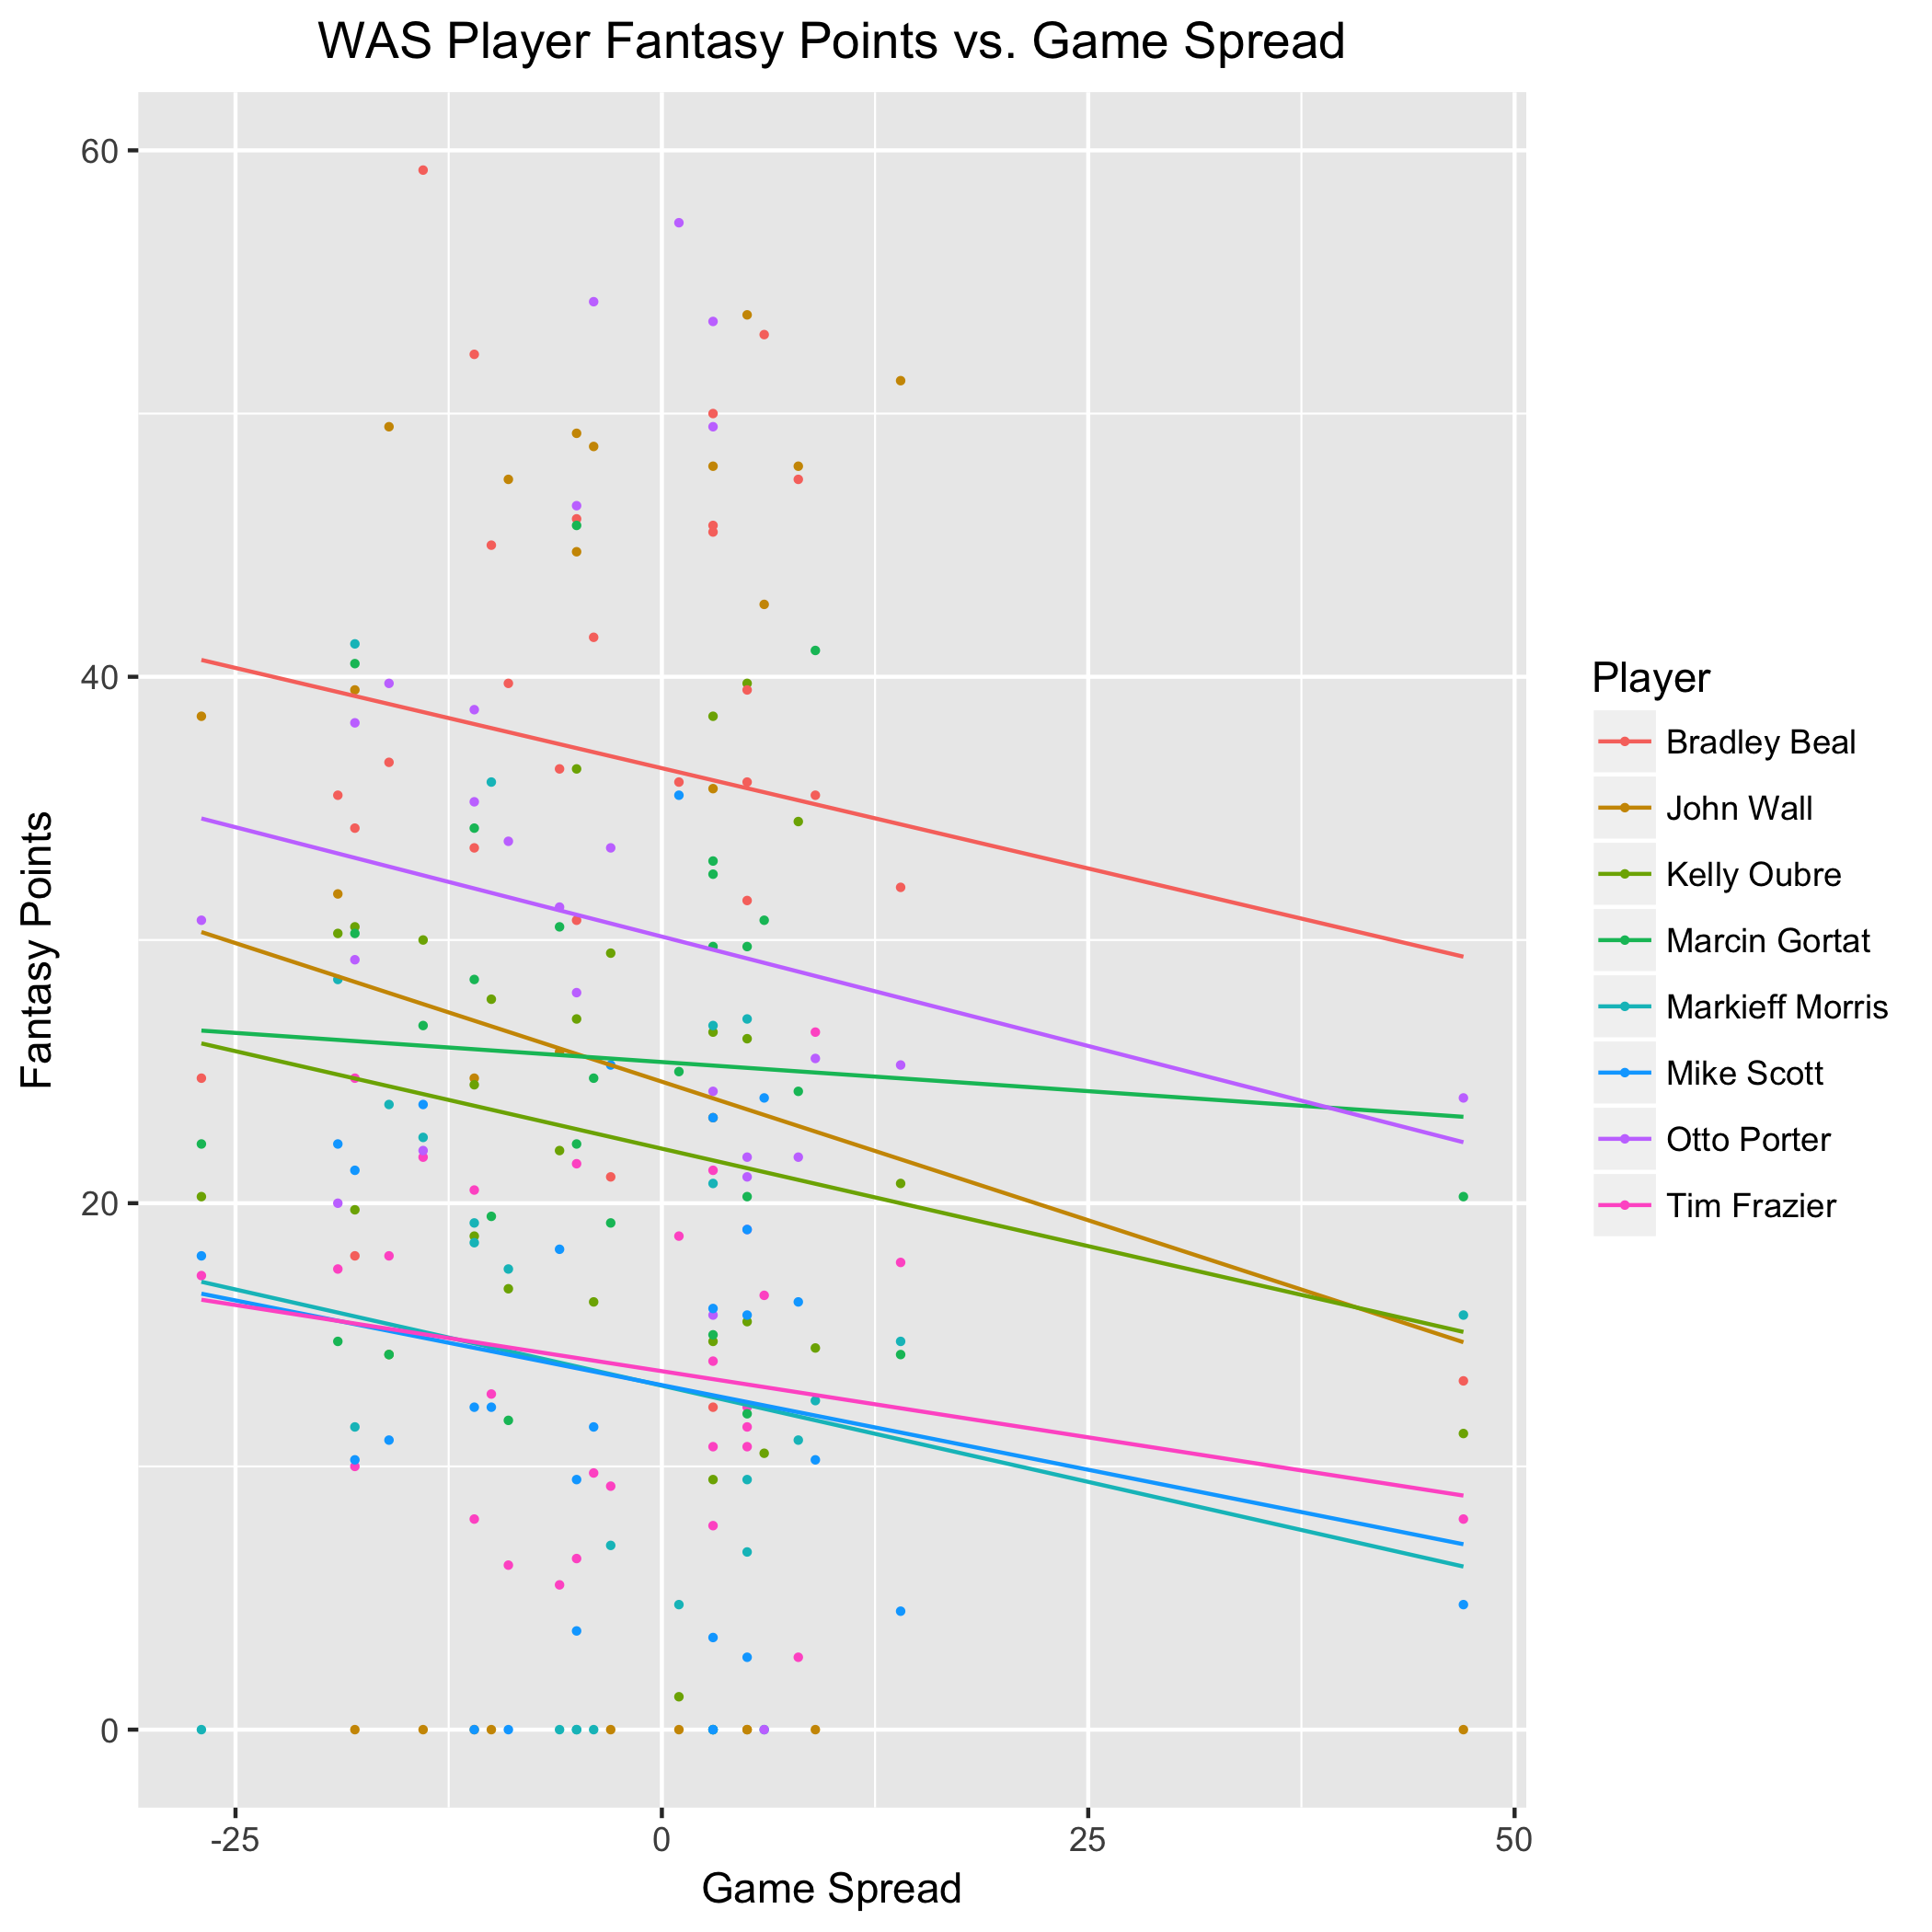 WAS Player Fantasy Points vs. Game Spread
60
40
20
0
Fantasy Points
-25
0
25
50
Game Spread
Player
Bradley Beal
John Wall
Kelly Oubre
Marcin Gortat
Markieff Morris
Mike Scott
Otto Porter
Tim Frazier